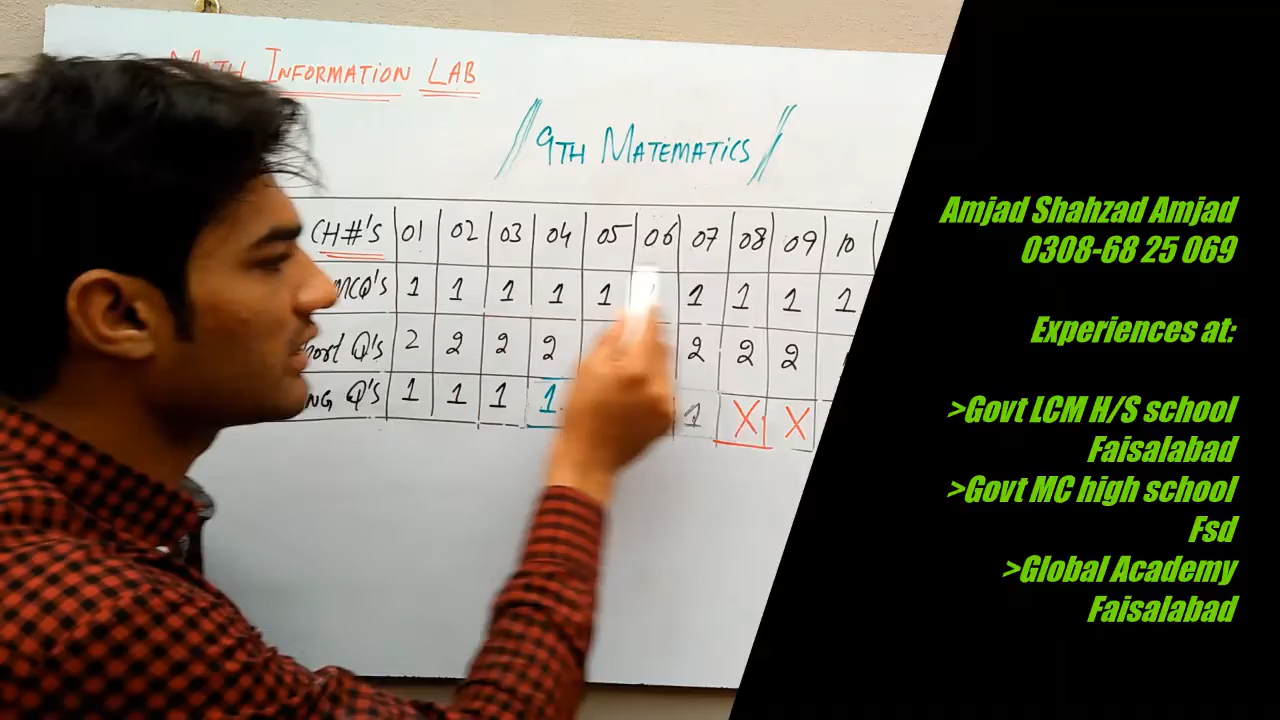 MATH INFORMATION LAB
9TH MATEMATICS
CH#'S 01 02 03 04 05 06 07 08 09 10
MCQ'S 1 1 1 1 1 1 1 1 1
Q'S 2 2 2 2 2 2 2
Q'S 1 1 1 1 1 X X
Amjad Shahzad Amjad
0308-68 25 069
Experiences at:
>Govt LCM H/S school
Faisalabad
>Govt MC high school
Fsd
>Global Academy
Faisalabad